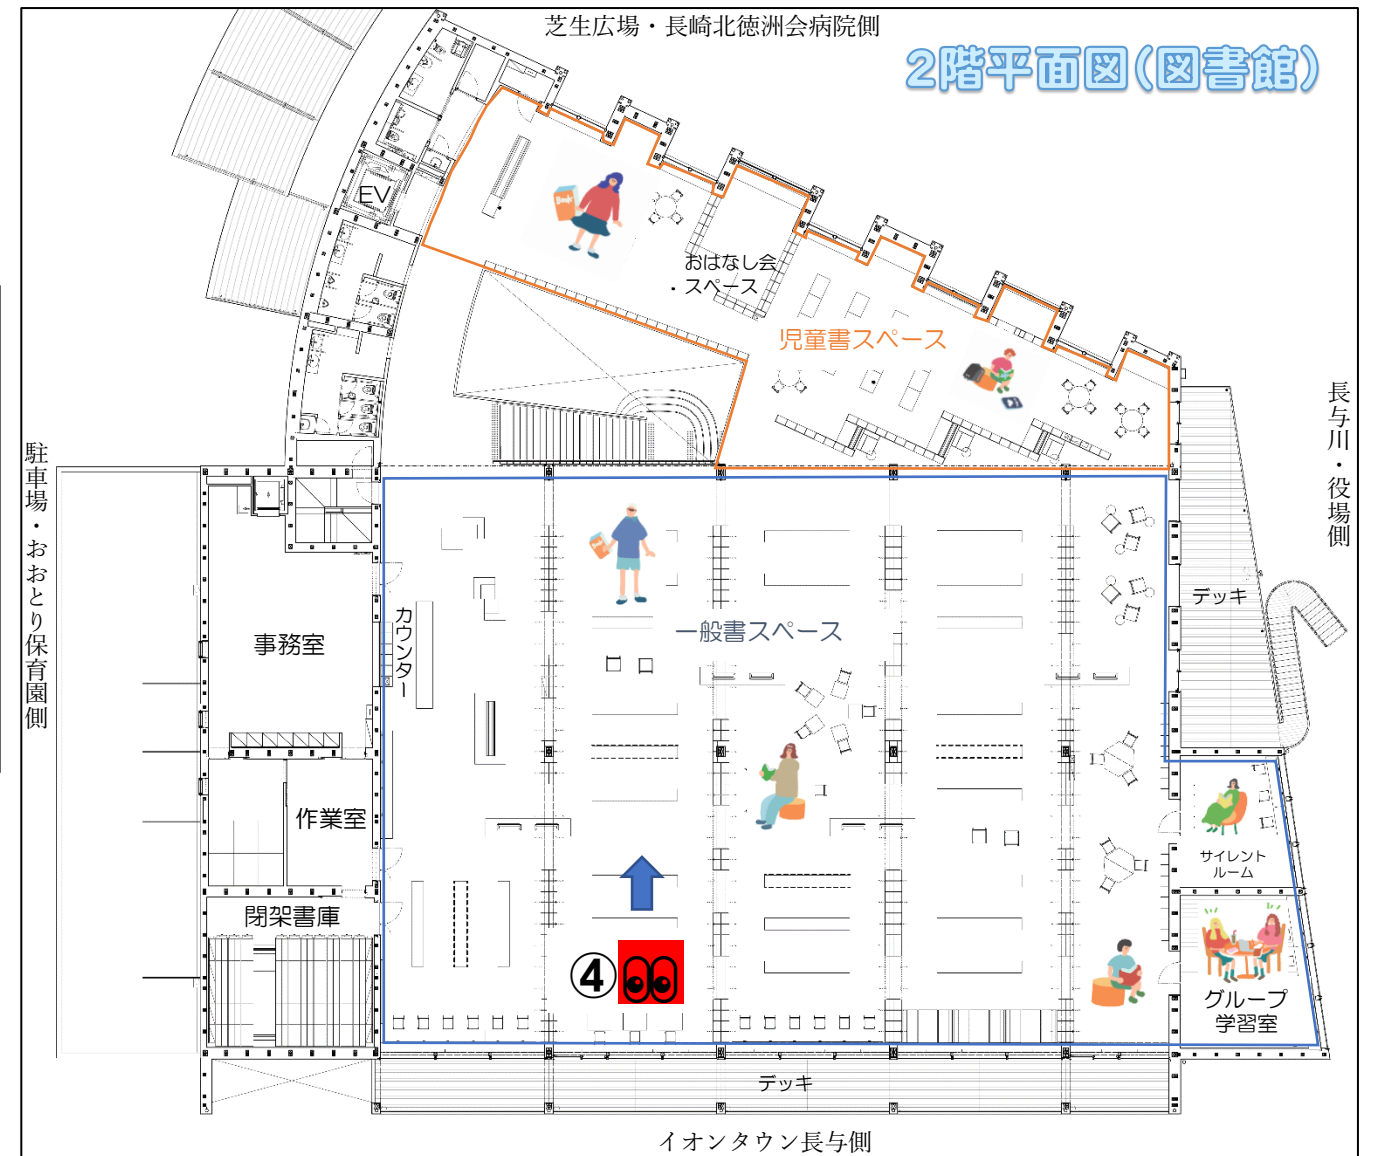 芝生広場・長崎北徳洲会病院側
2階平面図(図書館)
EV
Book
おはなし会
・スペース
児童書スペース
駐車場・おおとり保育園側
長与川・役場側
デッキ
事務室
カウンター
Book
一般書スペース
作業室
サイレント
ルーム
閉架書庫
④
グループ
学習室
デッキ
イオンタウン長与側